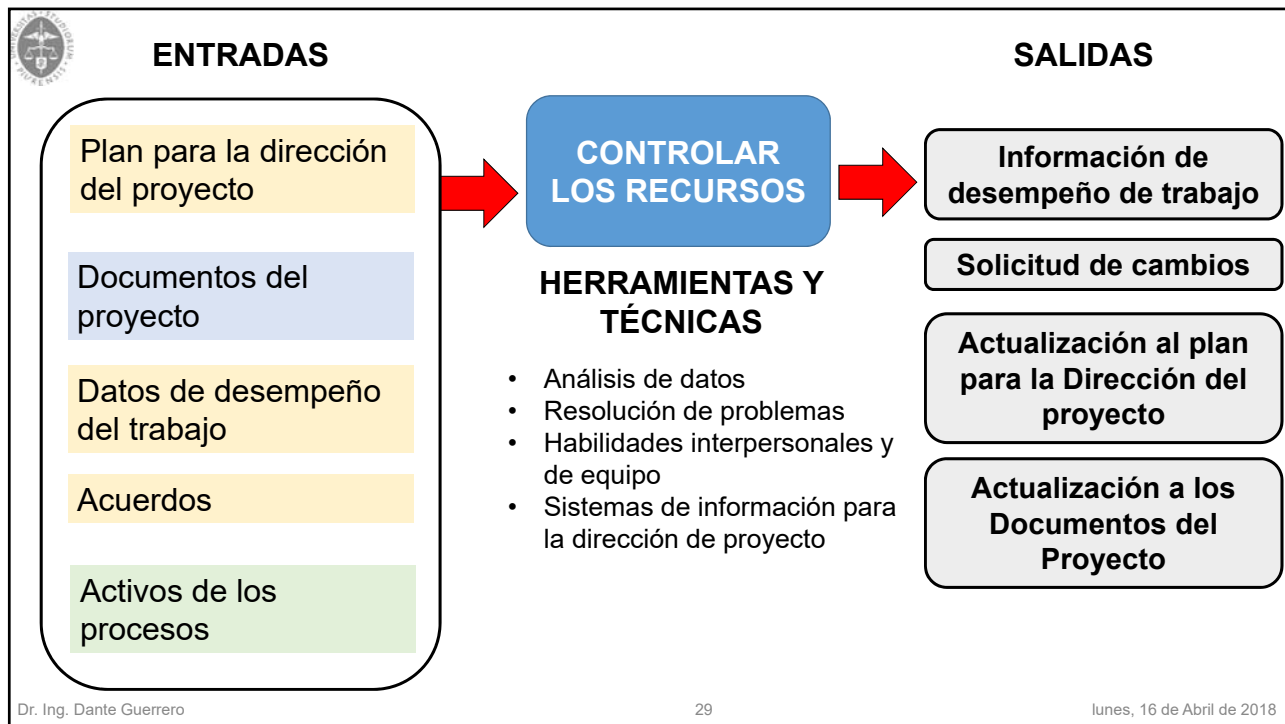 ENTRADAS
Plan para la dirección
del proyecto
Documentos del
proyecto
Datos de desempeño
del trabajo
Acuerdos
Activos de los
procesos
CONTROLAR
LOS RECURSOS
HERRAMIENTAS Y
TÉCNICAS
• Análisis de datos
• Resolución de problemas
• Habilidades interpersonales y
de equipo
• Sistemas de información para
la dirección de proyecto
SALIDAS
Información de
desempeño de trabajo
Solicitud de cambios
Actualización al plan
para la Dirección del
proyecto
Actualización a los
Documentos del
Proyecto
Dr. Ing. Dante Guerrero
29
lunes, 16 de Abril de 2018